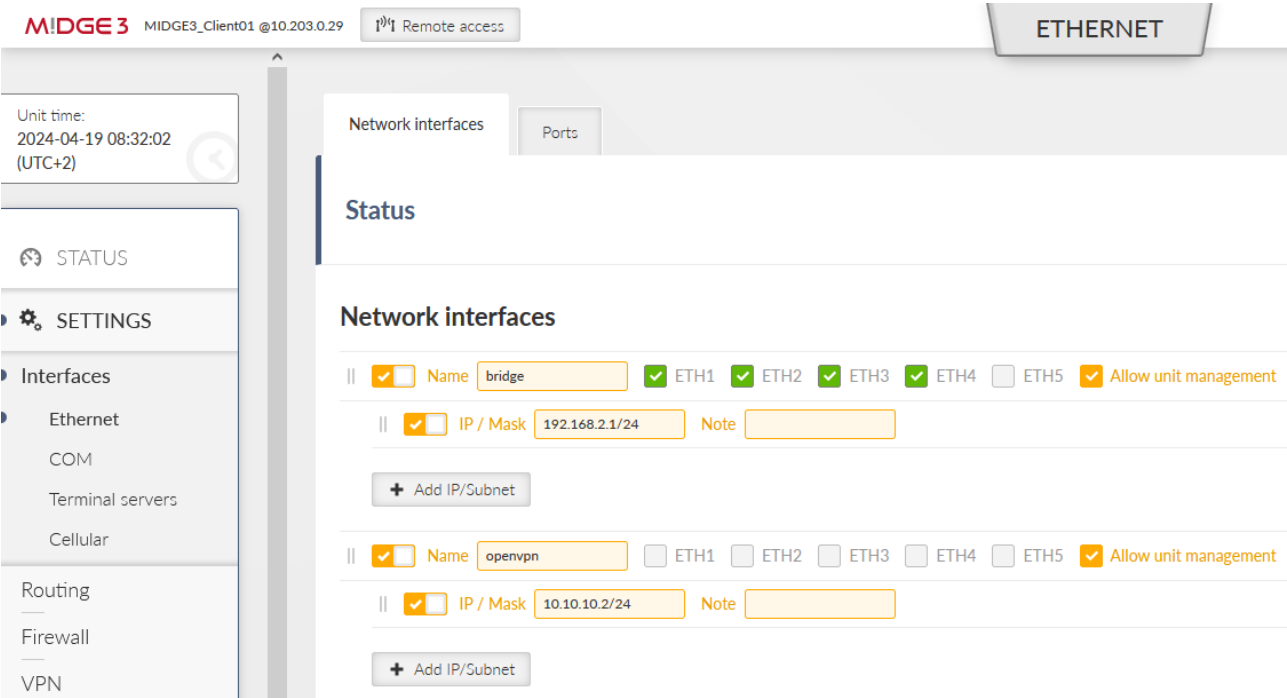 M!DGE 3 MIDGE3_Client01 @10.203.0.29 Remote access ETHERNET
Unit time:
2024-04-19 08:32:02
(UTC+2)
STATUS
SETTINGS
Interfaces
Ethernet
COM
Terminal servers
Cellular
Routing
Firewall
VPN
Network interfaces Ports
Status
Network interfaces
Name bridge ETH1 ETH2 ETH3 ETH4 ETH5 Allow unit management
IP / Mask 192.168.2.1/24 Note
+ Add IP/Subnet
Name openvpn ETH1 ETH2 ETH3 ETH4 ETH5 Allow unit management
IP / Mask 10.10.10.2/24 Note
+ Add IP/Subnet